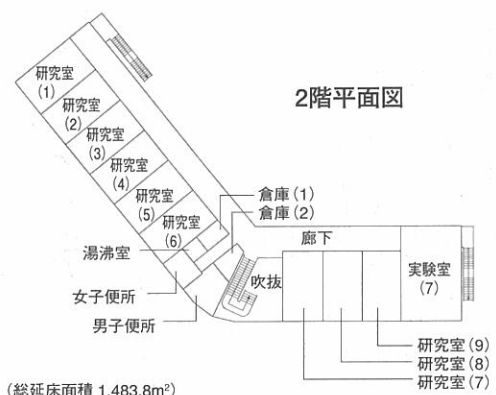 2階平面図
研究室
(1)
研究室
(2)
研究室
(3)
研究室
(4)
研究室
(5)
研究室
(6)
倉庫(1)
倉庫(2)
湯沸室
女子便所
男子便所
吹抜
廊下
実験室
(7)
研究室(9)
研究室(8)
研究室(7)
(総延床面積 1,483.8m²)